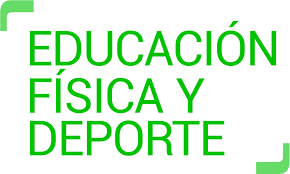 EDUCACIÓN
FÍSICA Y
DEPORTE